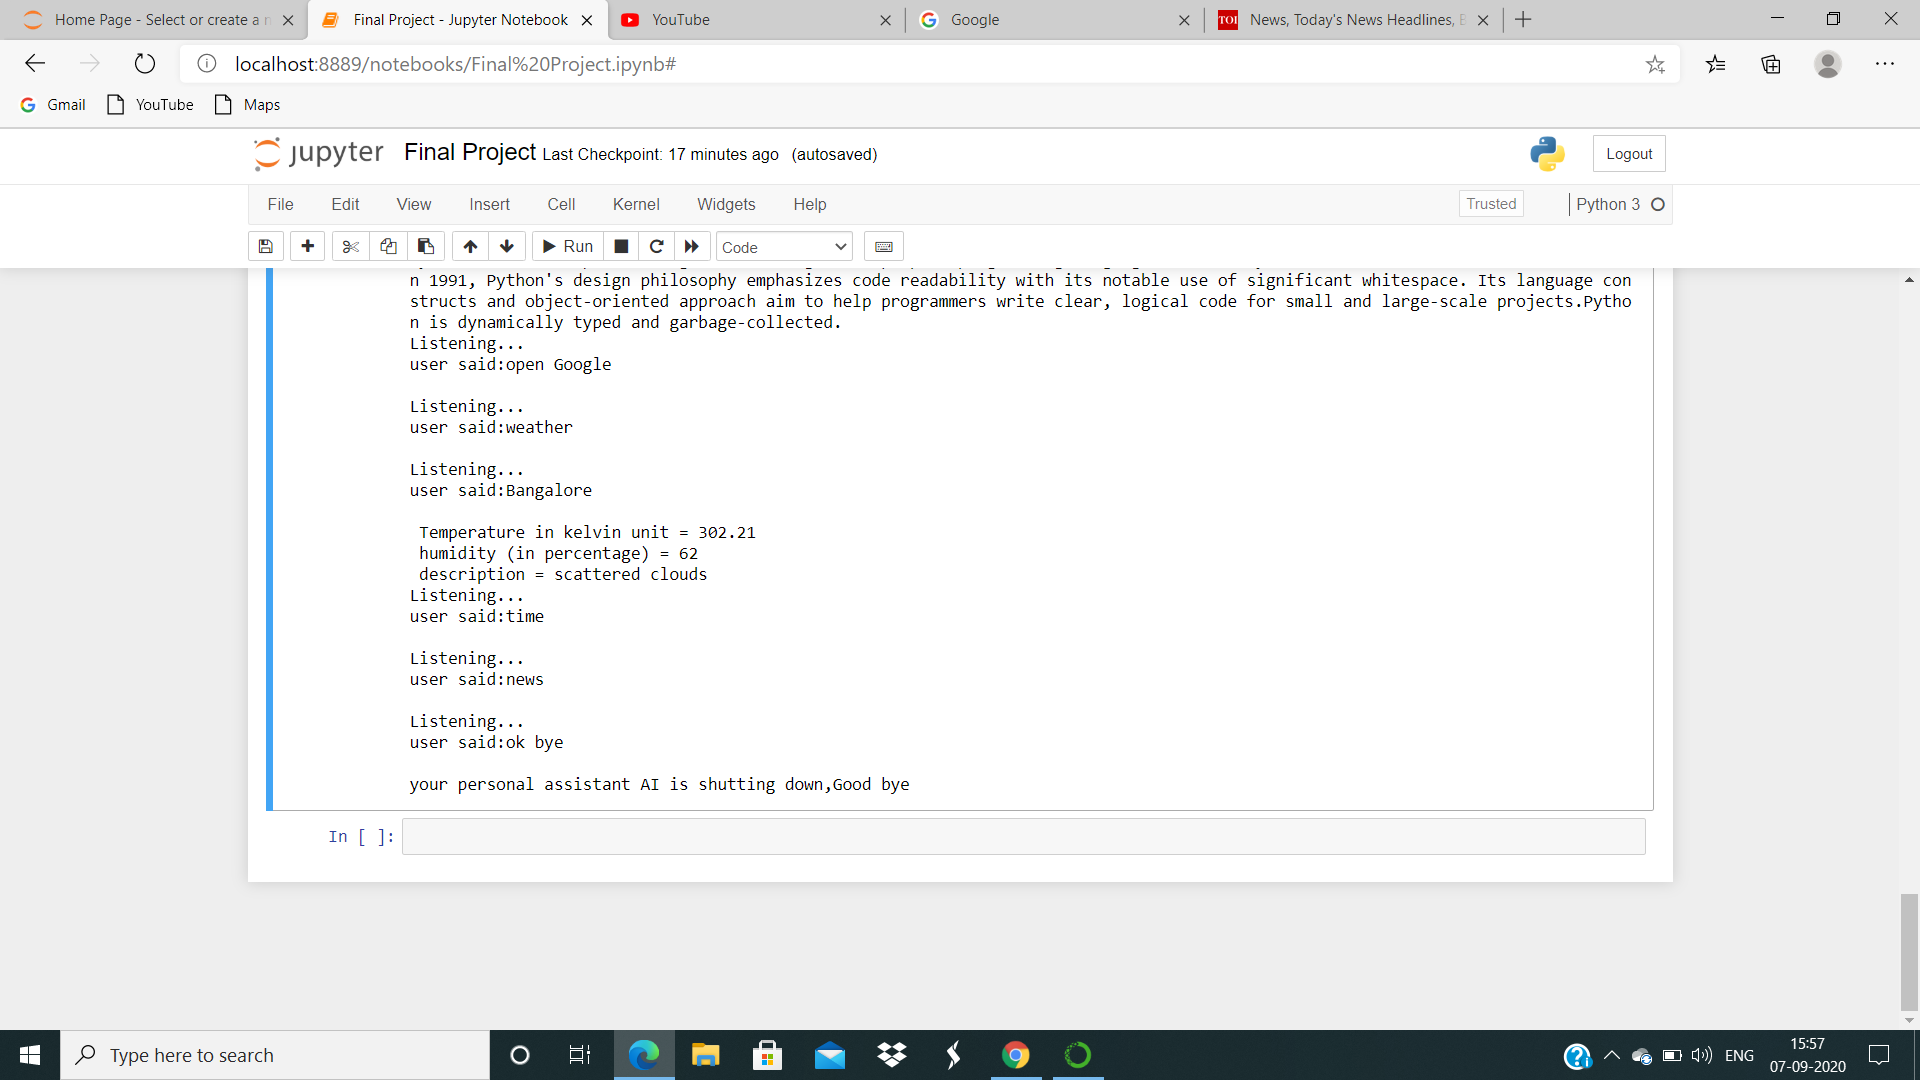 Home Page - Select or create a n
Final Project - Jupyter Notebook
YouTube
Google
TOI News, Today's News Headlines, B
localhost:8889/notebooks/Final%20Project.ipynb#
Gmail YouTube Maps
jupyter Final Project Last Checkpoint: 17 minutes ago (autosaved)
Logout
File Edit View Insert Cell Kernel Widgets Help
Trusted
Python 3
Run
Code
n 1991, Python's design philosophy emphasizes code readability with its notable use of significant whitespace. Its language con
structs and object-oriented approach aim to help programmers write clear, logical code for small and large-scale projects.Pytho
n is dynamically typed and garbage-collected.
Listening...
user said:open Google
Listening...
user said:weather
Listening...
user said:Bangalore
Temperature in kelvin unit = 302.21
humidity (in percentage) = 62
description = scattered clouds
Listening...
user said:time
Listening...
user said:news
Listening...
user said:ok bye
your personal assistant AI is shutting down,Good bye
In [ ]:
Type here to search
ENG
15:57
07-09-2020